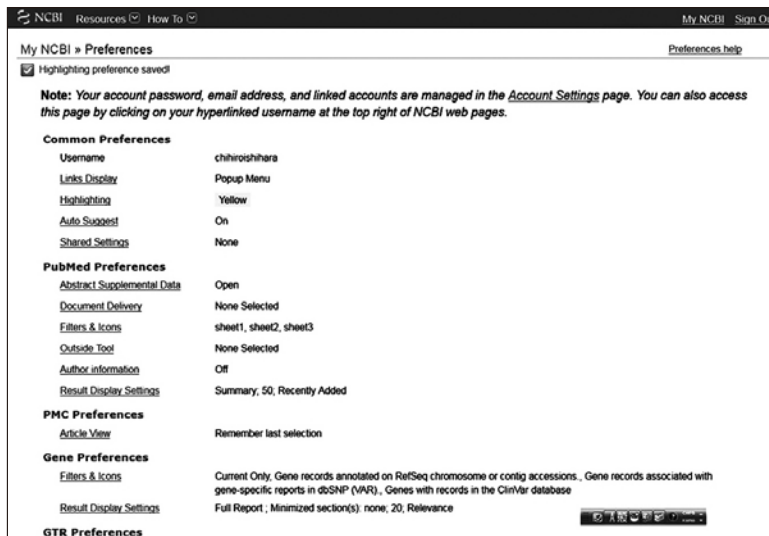 NCBI Resources How To My NCBI Sign Ou
My NCBI » Preferences Preferences help
Highlighting preference saved!
Note: Your account password, email address, and linked accounts are managed in the Account Settings page. You can also access
this page by clicking on your hyperlinked username at the top right of NCBI web pages.
Common Preferences
Username chihiroishihara
Links Display Popup Menu
Highlighting Yellow
Auto Suggest On
Shared Settings None
PubMed Preferences
Abstract Supplemental Data Open
Document Delivery None Selected
Filters & Icons sheet1, sheet2, sheet3
Outside Tool None Selected
Author information Off
Result Display Settings Summary; 50; Recently Added
PMC Preferences
Article View Remember last selection
Gene Preferences
Filters & Icons Current Only, Gene records annotated on RefSeq chromosome or contig accessions., Gene records associated with
gene-specific reports in dbSNP (VAR)., Genes with records in the ClinVar database
Result Display Settings Full Report ; Minimized section(s): none; 20; Relevance
GTR Preferences